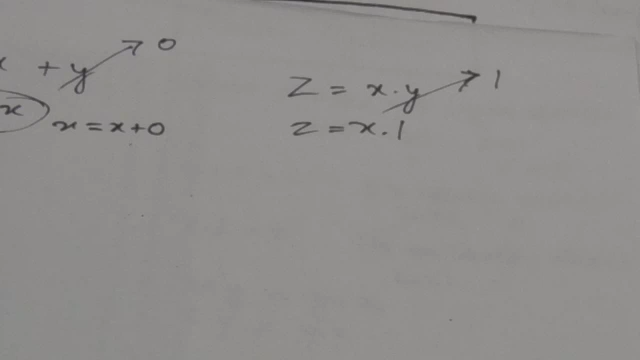 x + y → 0
x x = x + 0
Z = x . y → 1
Z = x . 1